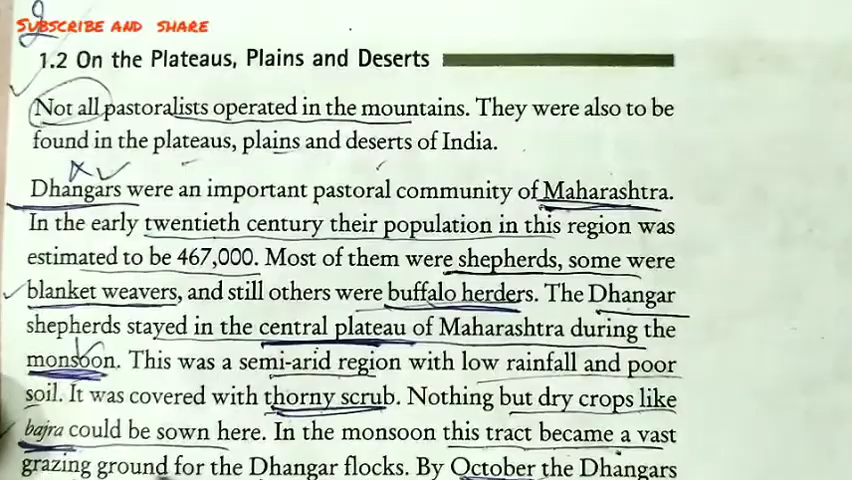 SUBSCRIBE AND SHARE
1.2 On the Plateaus, Plains and Deserts
Not all pastoralists operated in the mountains. They were also to be
found in the plateaus, plains and deserts of India.
Dhangars were an important pastoral community of Maharashtra.
In the early twentieth century their population in this region was
estimated to be 467,000. Most of them were shepherds, some were
blanket weavers, and still others were buffalo herders. The Dhangar
shepherds stayed in the central plateau of Maharashtra during the
monsoon. This was a semi-arid region with low rainfall and poor
soil. It was covered with thorny scrub. Nothing but dry crops like
bajra could be sown here. In the monsoon this tract became a vast
grazing ground for the Dhangar flocks. By October the Dhangars